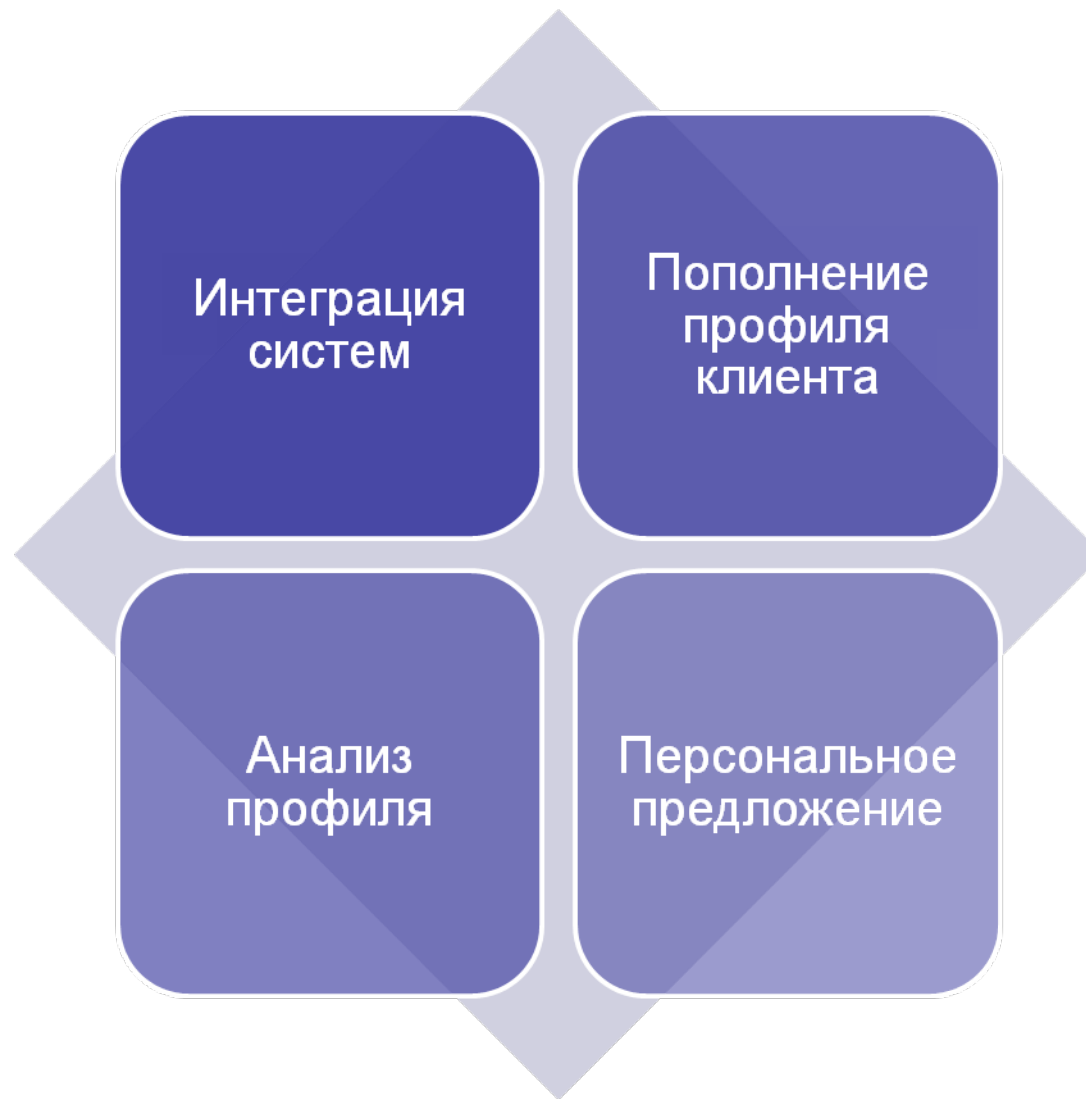 Интеграция
систем
Пополнение
профиля
клиента
Анализ
профиля
Персональное
предложение